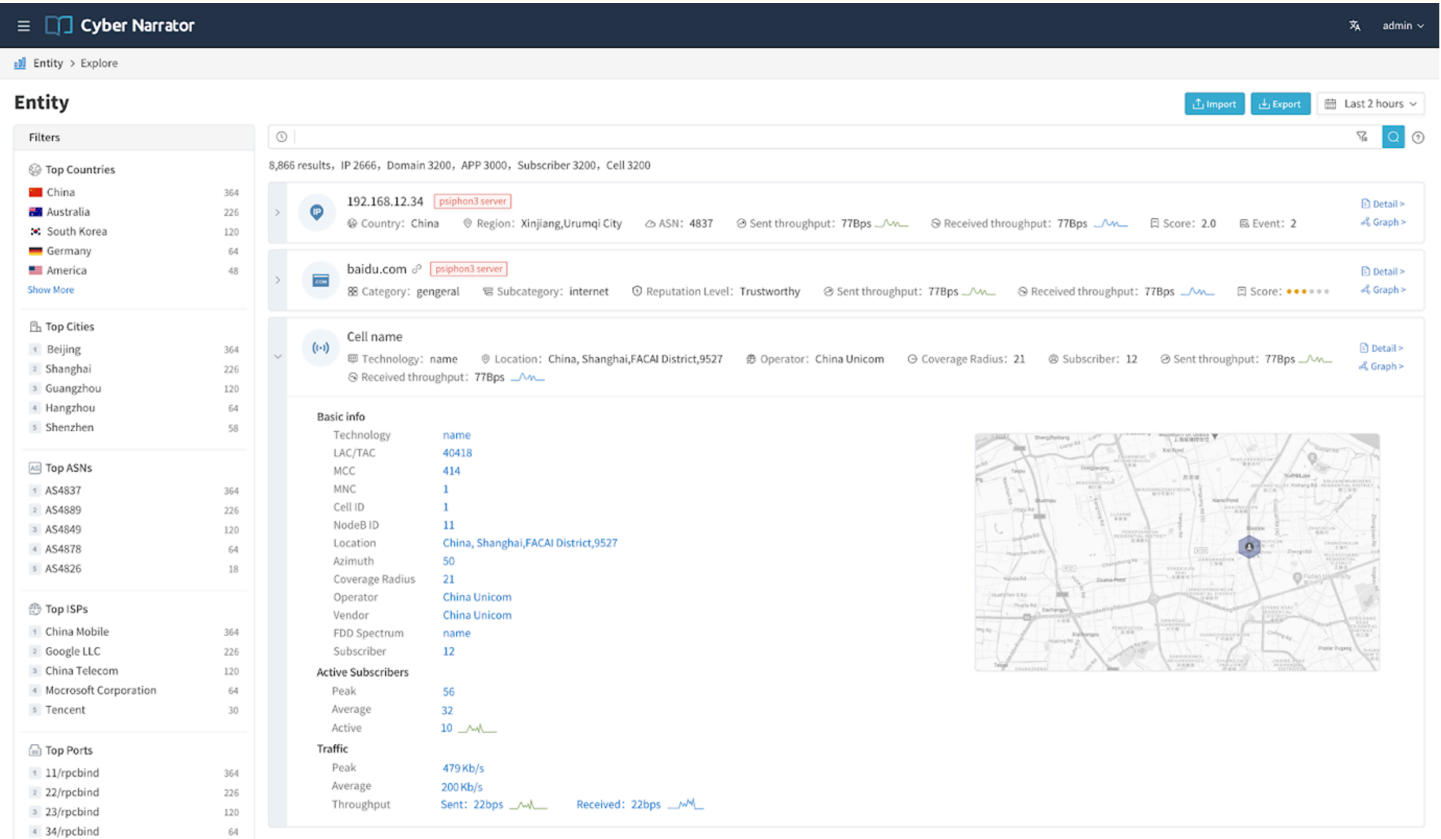 Cyber Narrator
admin
Entity > Explore
Entity
Import
Export
Last 2 hours
Filters
Top Countries
China 364
Australia 226
South Korea 120
Germany 64
America 48
Show More
Top Cities
1 Beijing 364
2 Shanghai 226
3 Guangzhou 120
4 Hangzhou 64
5 Shenzhen 58
AS Top ASNs
1 AS4837 364
2 AS4889 226
3 AS4849 120
4 AS4878 64
5 AS4826 18
Top ISPs
1 China Mobile 364
2 Google LLC 226
3 China Telecom 120
4 Mocrosoft Corporation 64
5 Tencent 30
Top Ports
1 11/rpcbind 364
2 22/rpcbind 226
3 23/rpcbind 120
4 34/rpcbind 64
8,866 results, IP 2666, Domain 3200, APP 3000, Subscriber 3200, Cell 3200
IP
192.168.12.34 psiphon3 server
Country: China Region: Xinjiang,Urumqi City ASN: 4837 Sent throughput: 77Bps Received throughput: 77Bps Score: 2.0 Event: 2
Detail >
Graph >
.COM
baidu.com psiphon3 server
Category: gengeral Subcategory: internet Reputation Level: Trustworthy Sent throughput: 77Bps Received throughput: 77Bps Score:
Detail >
Graph >
Cell name
Technology: name Location: China, Shanghai,FACAI District,9527 Operator: China Unicom Coverage Radius: 21 Subscriber: 12 Sent throughput: 77Bps
Received throughput: 77Bps
Detail >
Graph >
Basic info
Technology name
LAC/TAC 40418
MCC 414
MNC 1
Cell ID 1
NodeB ID 11
Location China, Shanghai,FACAI District,9527
Azimuth 50
Coverage Radius 21
Operator China Unicom
Vendor China Unicom
FDD Spectrum name
Subscriber 12
Active Subscribers
Peak 56
Average 32
Active 10
Traffic
Peak 479 Kb/s
Average 200 Kb/s
Throughput Sent: 22bps Received: 22bps